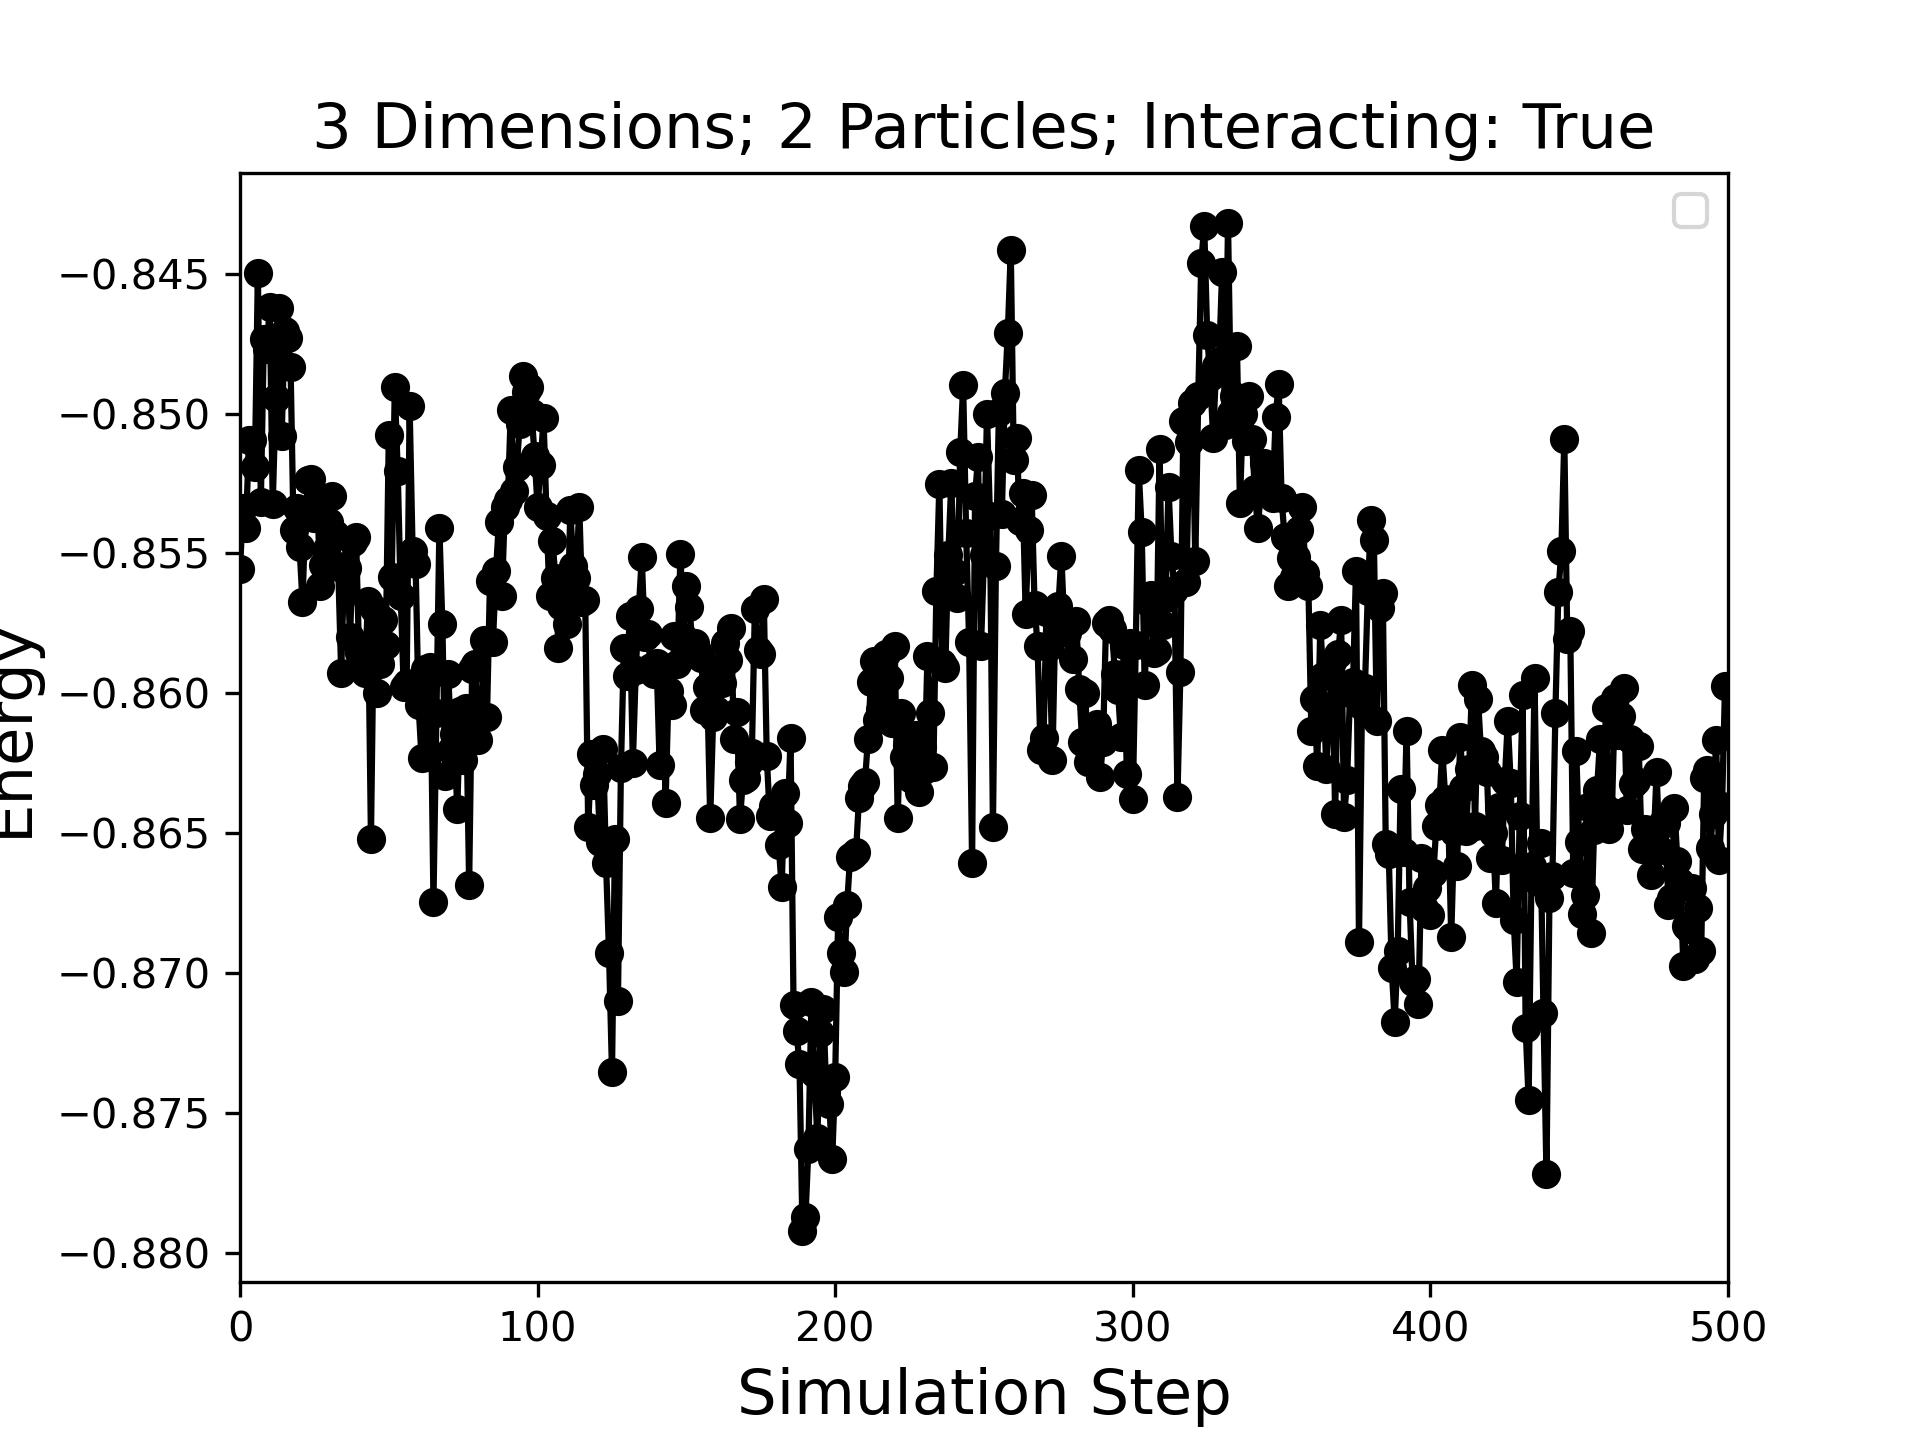 3 Dimensions; 2 Particles; Interacting: True
Energy
−0.845
−0.850
−0.855
−0.860
−0.865
−0.870
−0.875
−0.880
0 100 200 300 400 500
Simulation Step